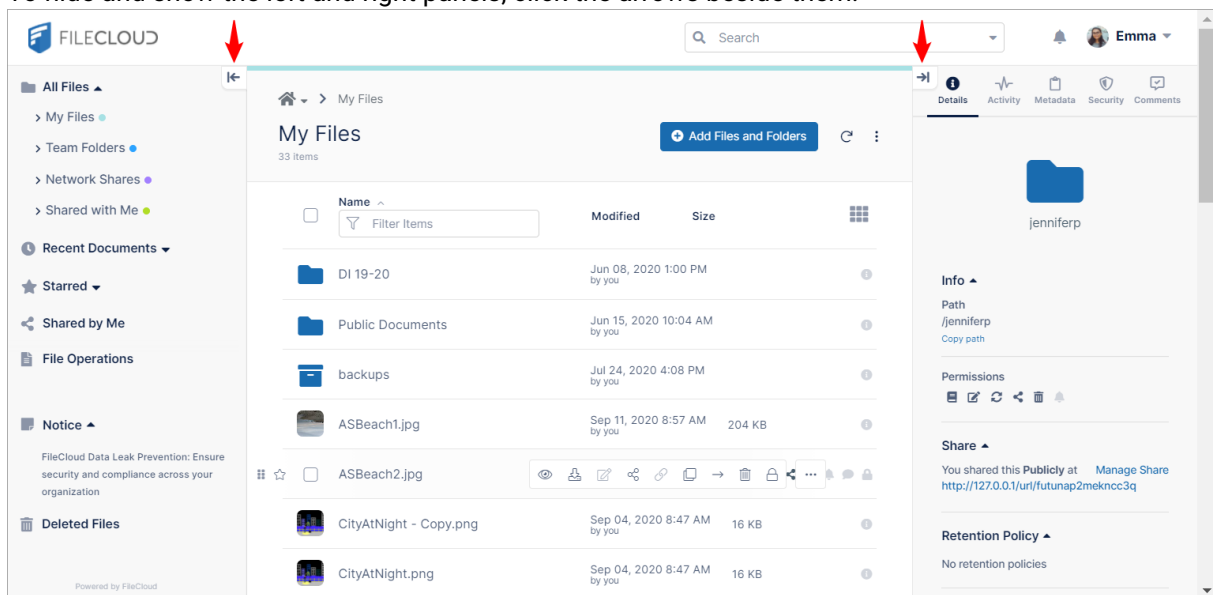 To hide and show the left and right panels, click the arrows beside them.
FILECLOUD
Search
Emma
All Files
My Files
Team Folders
Network Shares
Shared with Me
Recent Documents
Starred
Shared by Me
File Operations
Notice
FileCloud Data Leak Prevention: Ensure
security and compliance across your
organization
Deleted Files
Powered by FileCloud
My Files
My Files
33 items
Add Files and Folders
Name
Filter Items
Modified
Size
DI 19-20
Jun 08, 2020 1:00 PM
by you
Public Documents
Jun 15, 2020 10:04 AM
by you
backups
Jul 24, 2020 4:08 PM
by you
ASBeach1.jpg
Sep 11, 2020 8:57 AM
by you
204 KB
ASBeach2.jpg
CityAtNight - Copy.png
Sep 04, 2020 8:47 AM
by you
16 KB
CityAtNight.png
Sep 04, 2020 8:47 AM
by you
16 KB
Details
Activity
Metadata
Security
Comments
jenniferp
Info
Path
/jenniferp
Copy path
Permissions
Share
You shared this Publicly at Manage Share
http://127.0.0.1/url/futunap2mekncc3q
Retention Policy
No retention policies